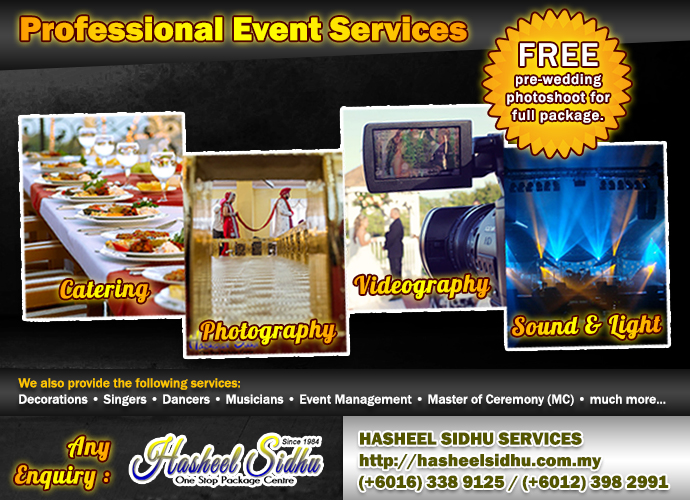 Professional Event Services
FREE
pre-wedding
photoshoot for
full package.
Catering
Photography
Videography
Sound & Light
We also provide the following services:
Decorations • Singers • Dancers • Musicians • Event Management • Master of Ceremony (MC) • much more...
Any
Enquiry :
Since 1984
Hasheel Sidhu
One Stop Package Centre
HASHEEL SIDHU SERVICES
http://hasheelsidhu.com.my
(+6016) 338 9125 / (+6012) 398 2991